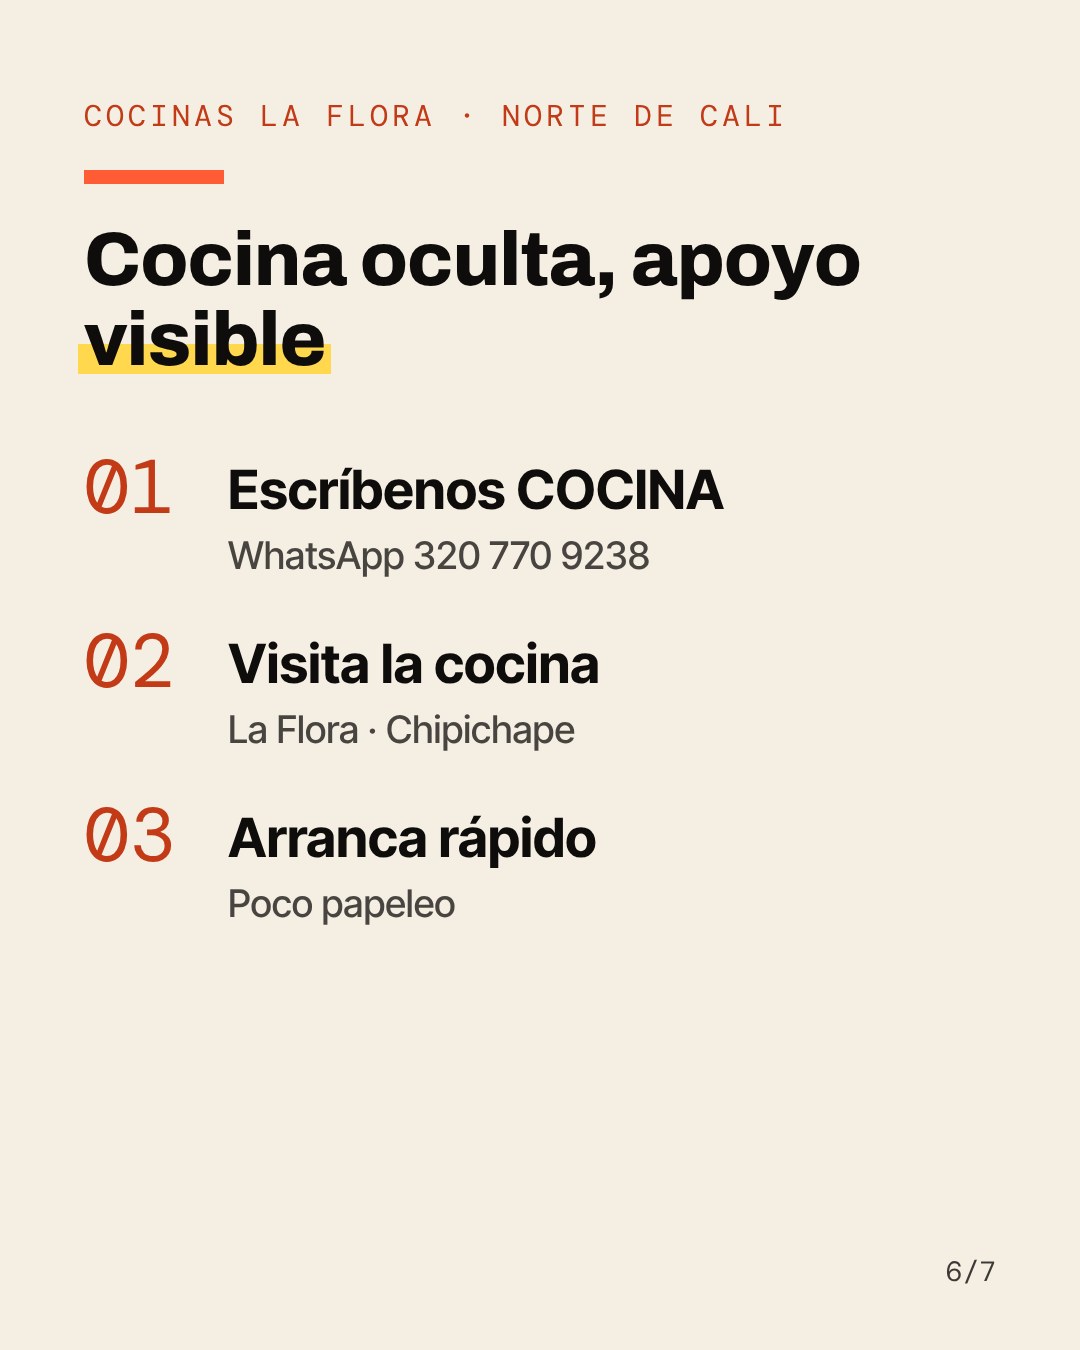 COCINAS LA FLORA · NORTE DE CALI
Cocina oculta, apoyo
visible
01
Escríbenos COCINA
WhatsApp 320 770 9238
02
Visita la cocina
La Flora · Chipichape
03
Arranca rápido
Poco papeleo
6/7